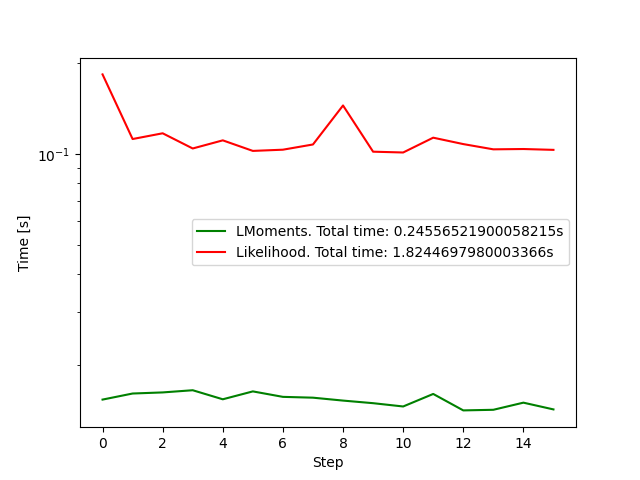 10⁻¹
Time [s]
LMoments. Total time: 0.24556521900058215s
Likelihood. Total time: 1.8244697980003366s
0 2 4 6 8 10 12 14
Step